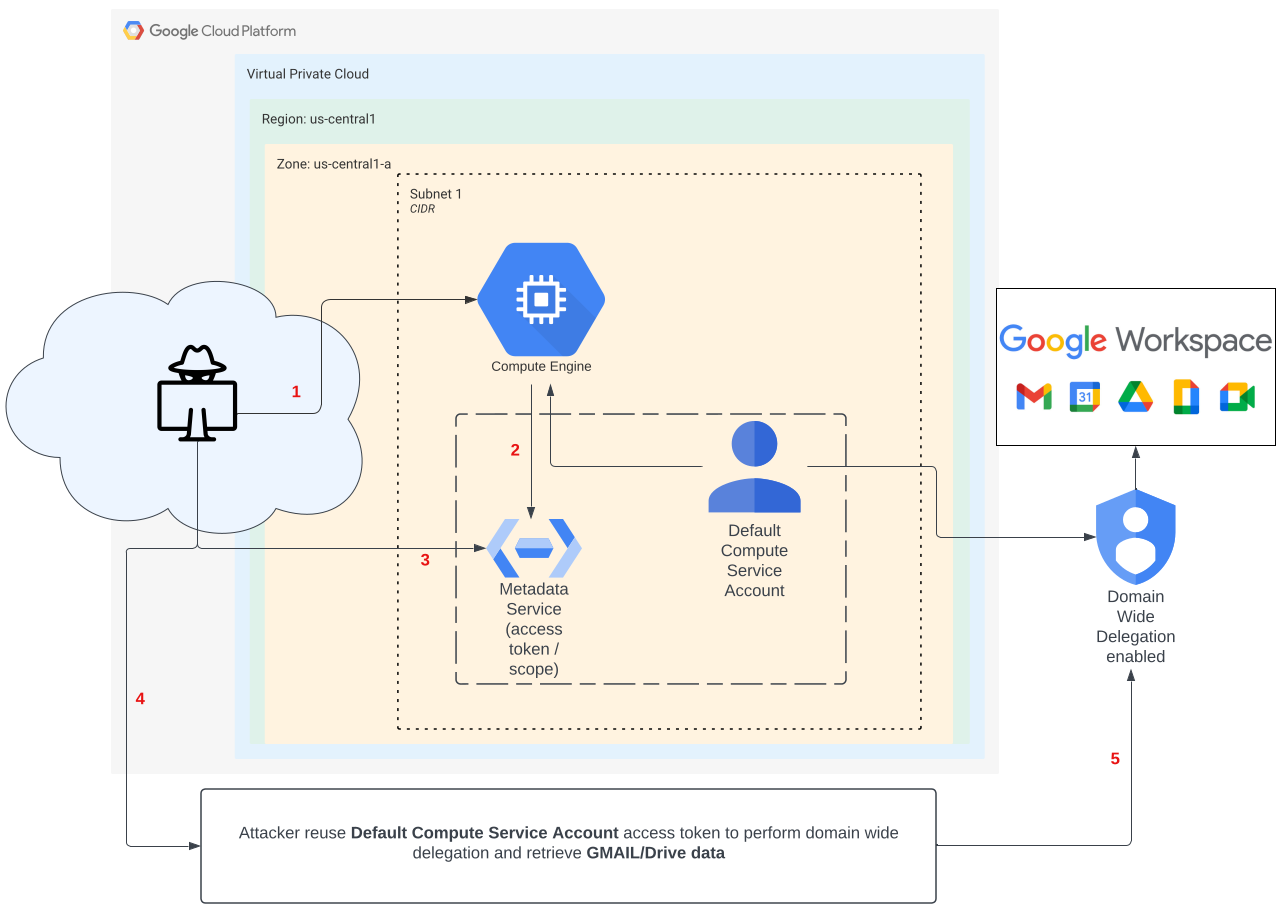 Google Cloud Platform
Virtual Private Cloud
Region: us-central1
Zone: us-central1-a
Subnet 1
CIDR
Compute Engine
1
2
Default
Compute
Service
Account
3
Metadata
Service
(access
token /
scope)
Google Workspace
31
Domain
Wide
Delegation
enabled
4
5
Attacker reuse Default Compute Service Account access token to perform domain wide
delegation and retrieve GMAIL/Drive data